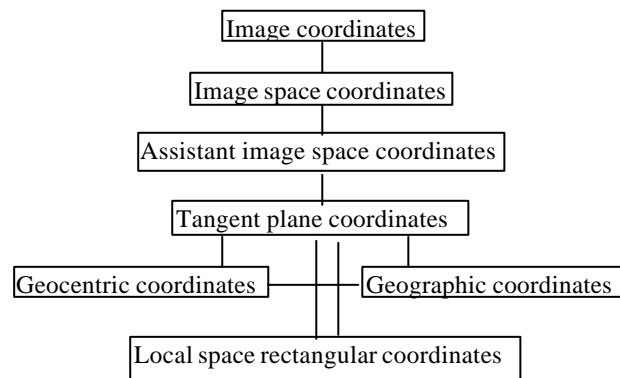 Image coordinates
Image space coordinates
Assistant image space coordinates
Tangent plane coordinates
Geocentric coordinates
Geographic coordinates
Local space rectangular coordinates